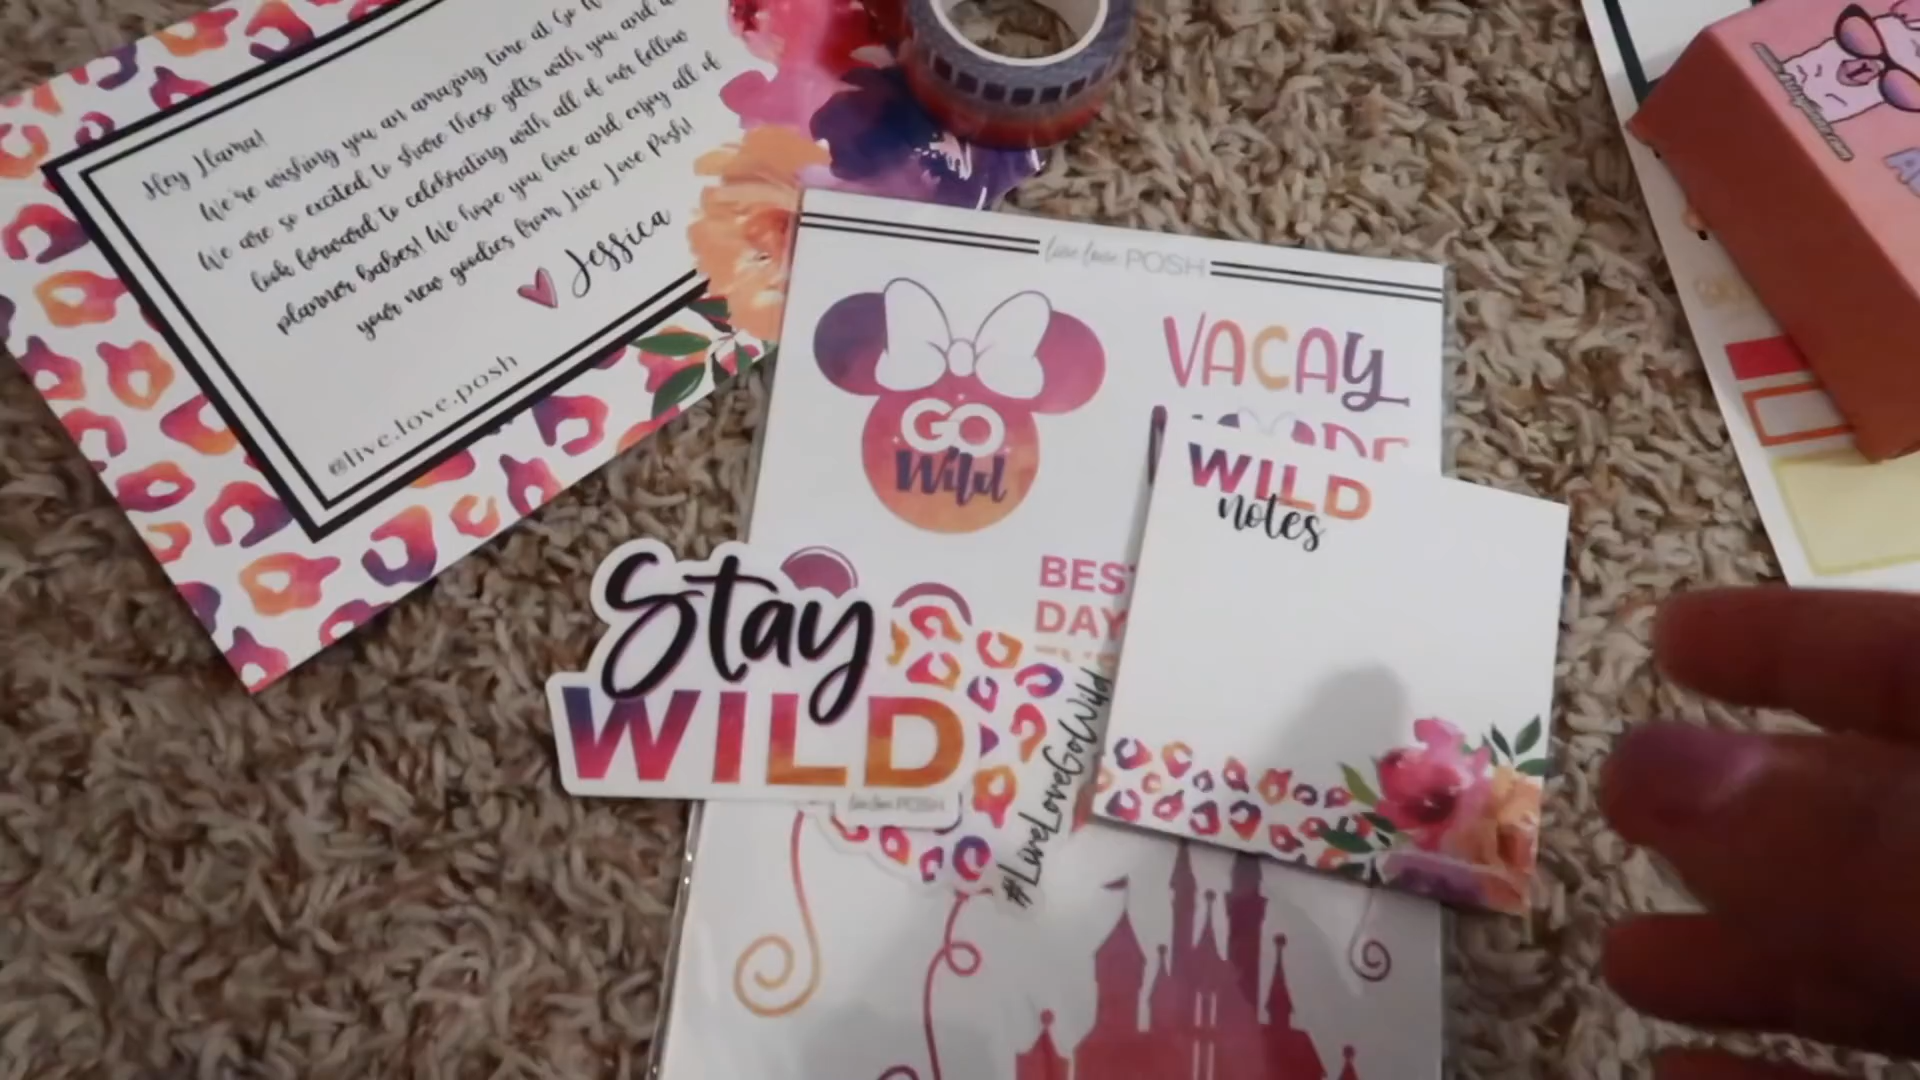 Hey Llama!
We're wishing you an amazing time at Go
We are so excited to share these gifts with you and
look forward to celebrating with all of our fellow
planner babes! We hope you love and enjoy all of
your new goodies from Live Love Posh!
Jessica
@live.love.posh
live love POSH
GO
Wild
VACAY
WILD
notes
BEST
DAY
Stay
WILD
live love POSH
#LiveLoveGoWild